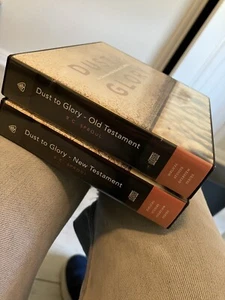 DUST
GLORY
Dust to Glory - Old Testament
R.C. SPROUL
Dust to Glory - New Testament
R.C. SPROUL